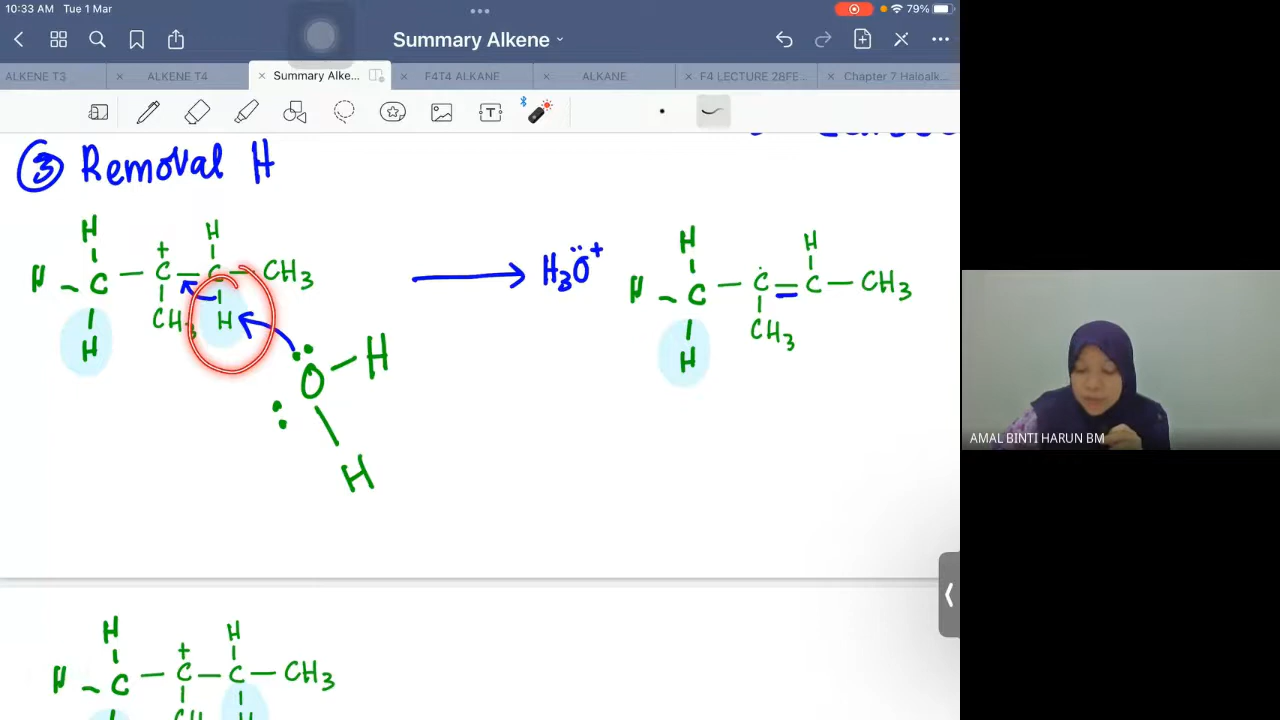 10:33 AM Tue 1 Mar
79%
Summary Alkene
ALKENE T3
ALKENE T4
Summary Alke...
F4T4 ALKANE
ALKANE
F4 LECTURE 28FE...
Chapter 7 Haloalk...
T
③ Removal H
H
+ H
H - C - C - C - CH3
CH3 H
H
O - H
H
H3O+
H
H
H - C - C = C - CH3
CH3
H
AMAL BINTI HARUN BM
H
+ H
H - C - C - C - CH3